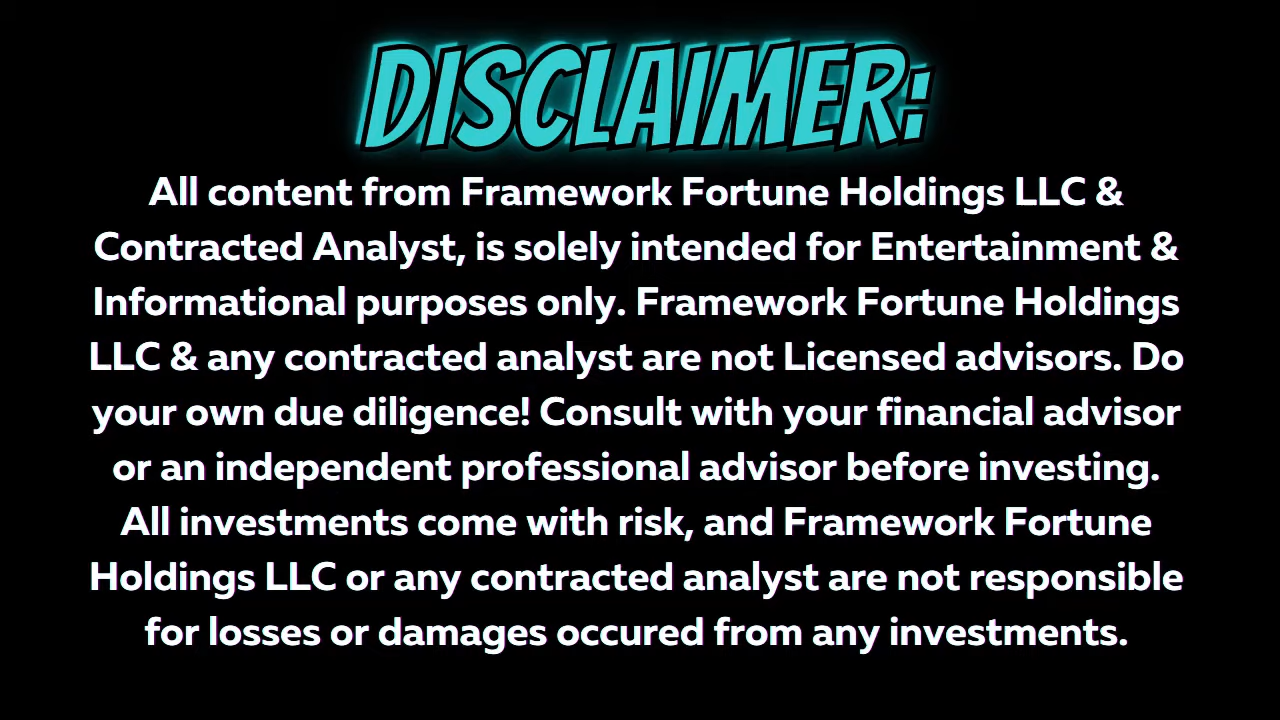 DISCLAIMER:
All content from Framework Fortune Holdings LLC &
Contracted Analyst, is solely intended for Entertainment &
Informational purposes only. Framework Fortune Holdings
LLC & any contracted analyst are not Licensed advisors. Do
your own due diligence! Consult with your financial advisor
or an independent professional advisor before investing.
All investments come with risk, and Framework Fortune
Holdings LLC or any contracted analyst are not responsible
for losses or damages occured from any investments.